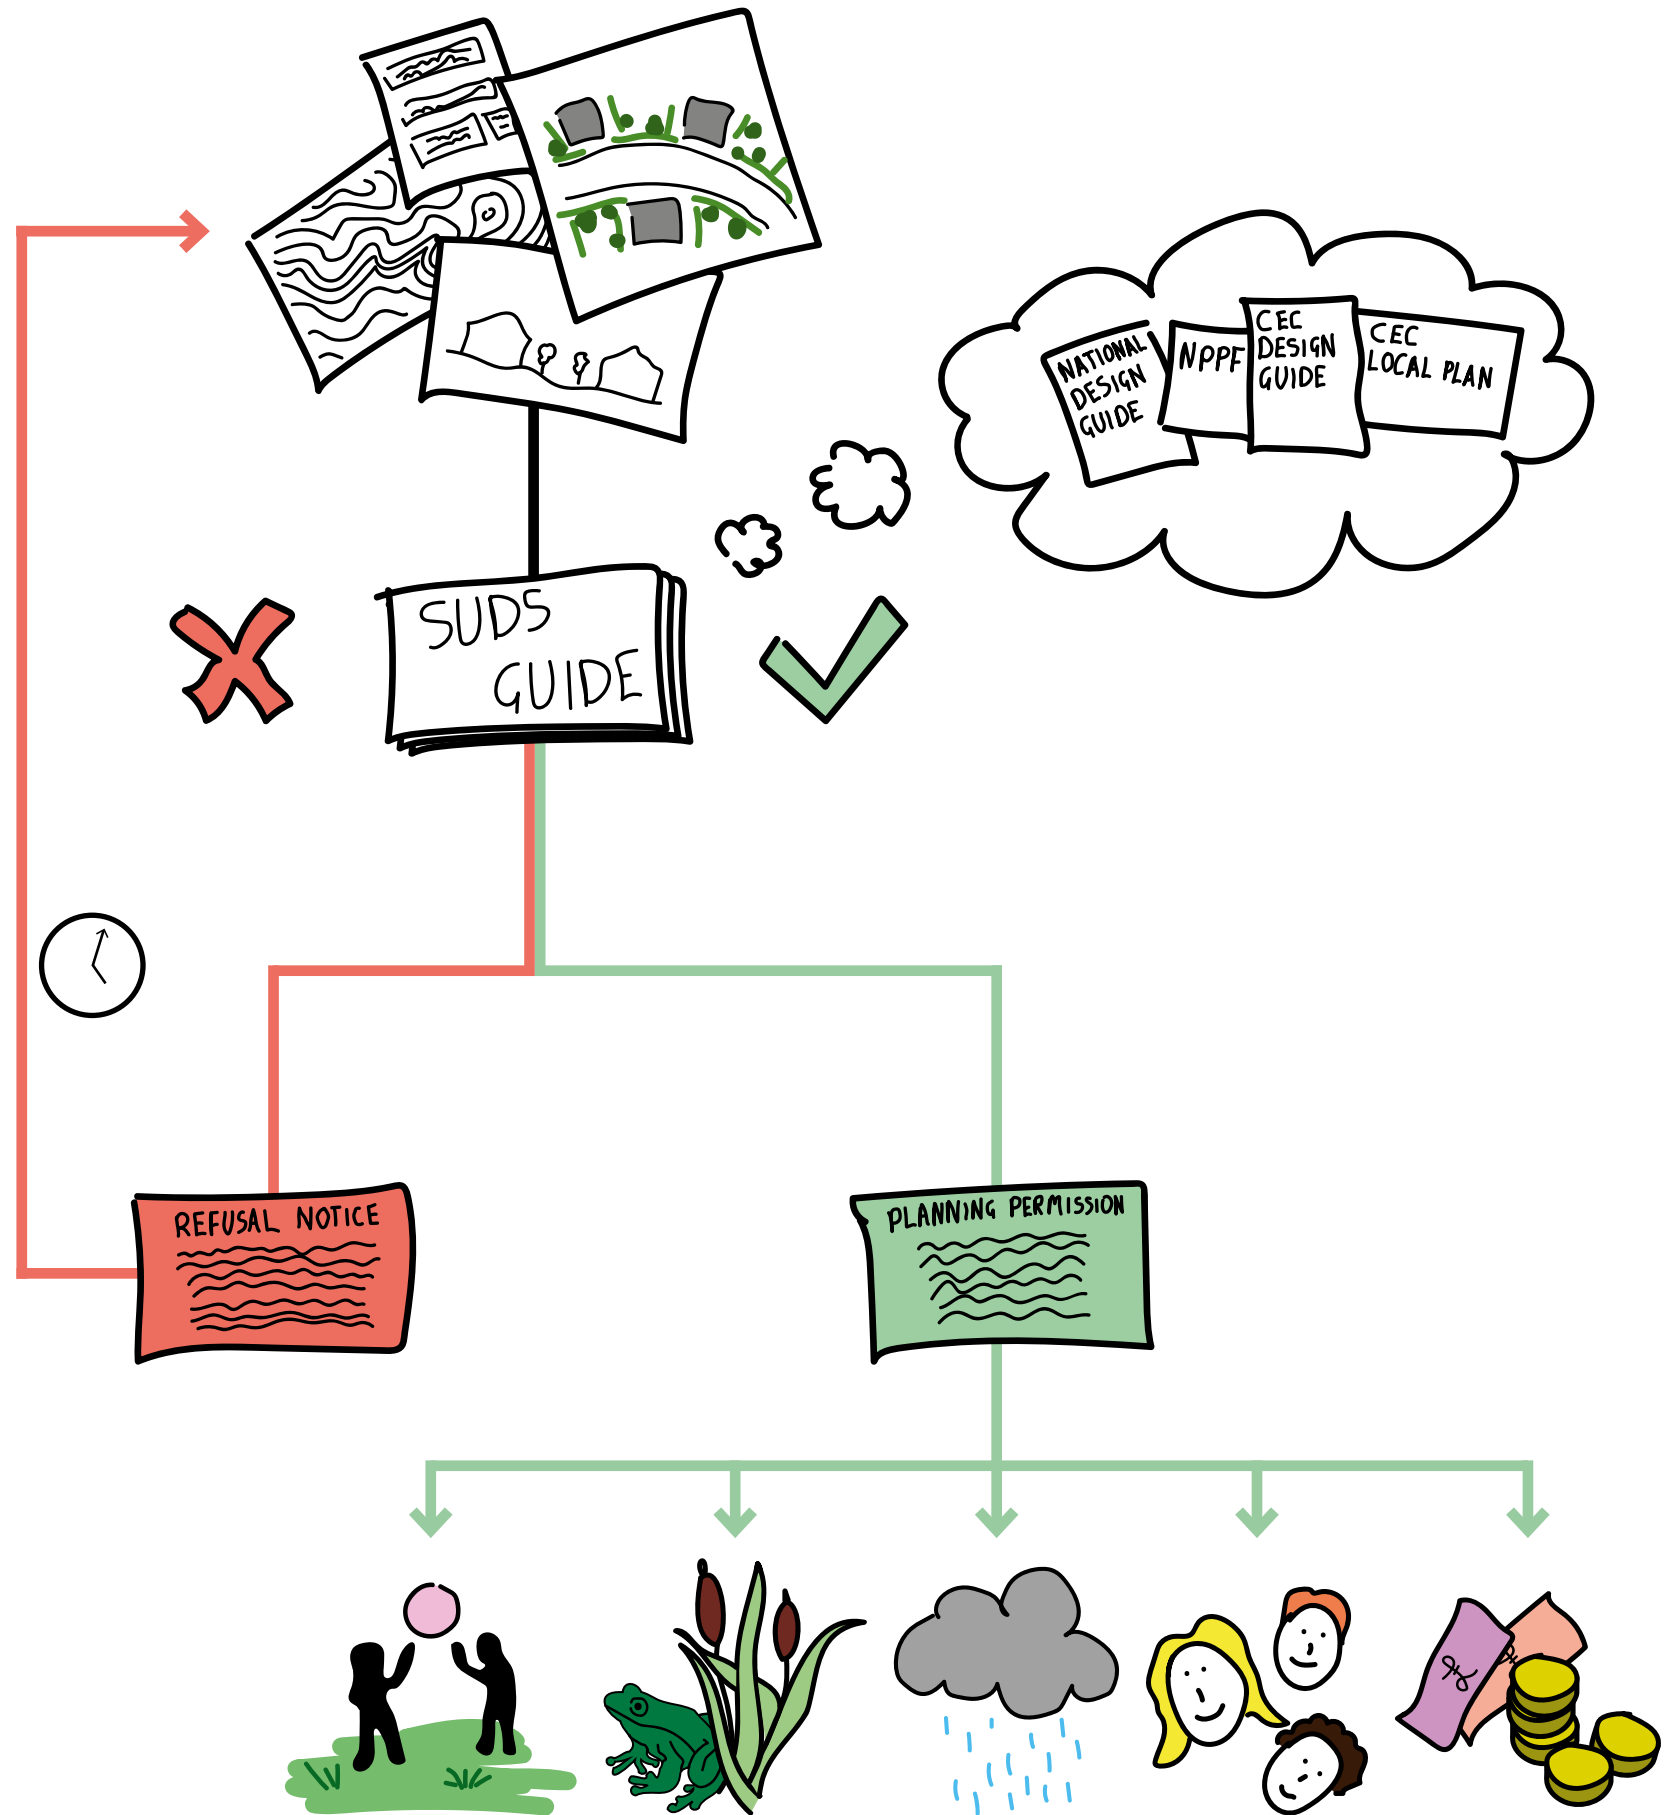 NATIONAL
DESIGN
GUIDE
NPPF
CEC
DESIGN
GUIDE
CEC
LOCAL PLAN
SUDS
GUIDE
REFUSAL NOTICE
PLANNING PERMISSION